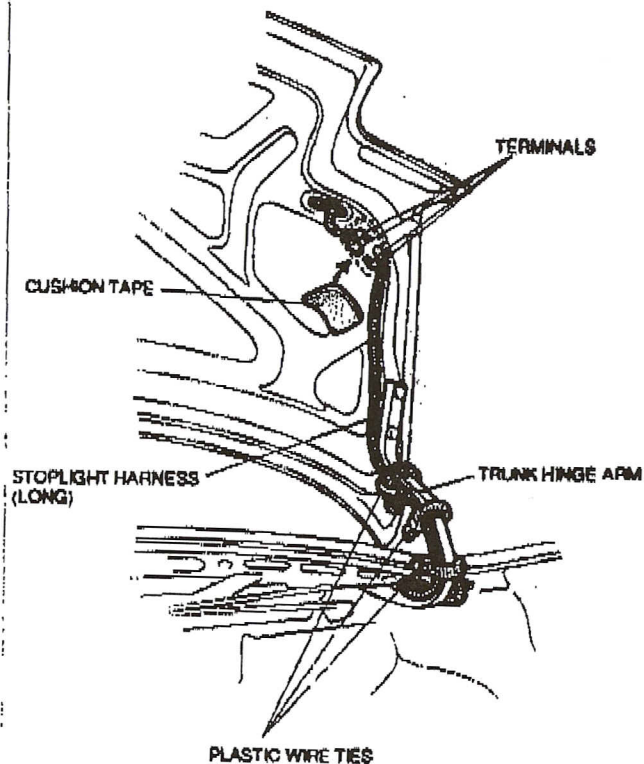 TERMINALS
CUSHION TAPE
STOPLIGHT HARNESS
(LONG)
TRUNK HINGE ARM
PLASTIC WIRE TIES